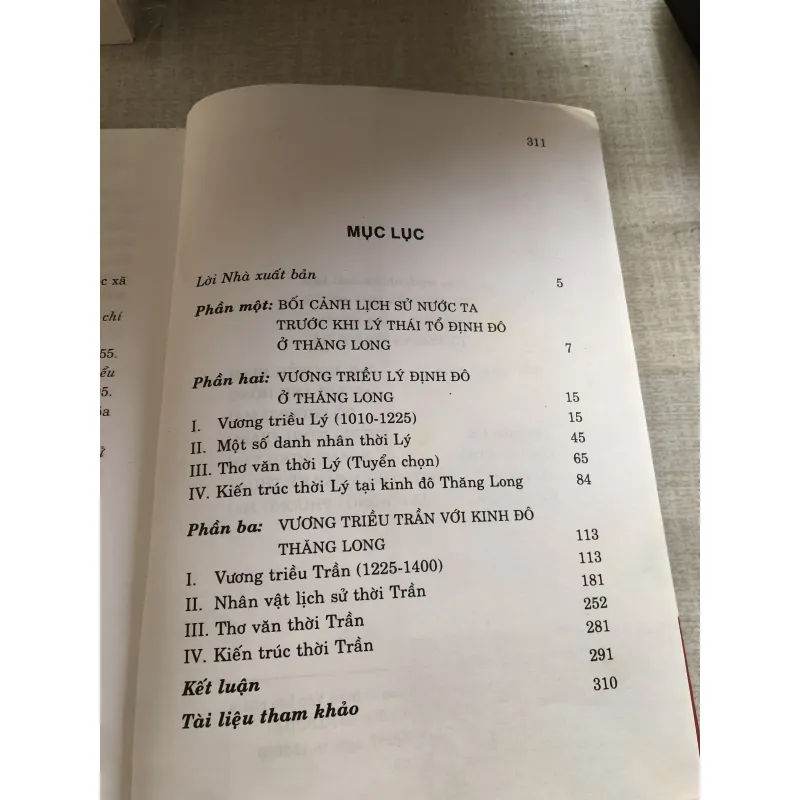 311
MỤC LỤC
Lời Nhà xuất bản 5
Phần một: BỐI CẢNH LỊCH SỬ NƯỚC TA
TRƯỚC KHI LÝ THÁI TỔ ĐỊNH ĐÔ
Ở THĂNG LONG 7
Phần hai: VƯƠNG TRIỀU LÝ ĐỊNH ĐÔ
Ở THĂNG LONG 15
I. Vương triều Lý (1010-1225) 15
II. Một số danh nhân thời Lý 45
III. Thơ văn thời Lý (Tuyển chọn) 65
IV. Kiến trúc thời Lý tại kinh đô Thăng Long 84
Phần ba: VƯƠNG TRIỀU TRẦN VỚI KINH ĐÔ
THĂNG LONG 113
I. Vương triều Trần (1225-1400) 113
II. Nhân vật lịch sử thời Trần 181
III. Thơ văn thời Trần 252
IV. Kiến trúc thời Trần 281
Kết luận 291
Tài liệu tham khảo 310
c xã
chí
55.
ểu
5.